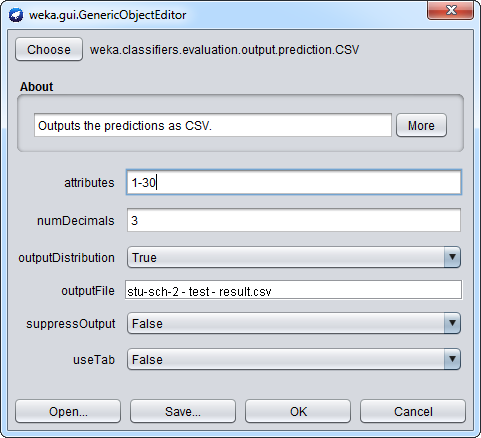 weka.gui.GenericObjectEditor
Choose weka.classifiers.evaluation.output.prediction.CSV
About
Outputs the predictions as CSV. More
attributes 1-30
numDecimals 3
outputDistribution True
outputFile stu-sch-2 - test - result.csv
suppressOutput False
useTab False
Open... Save... OK Cancel